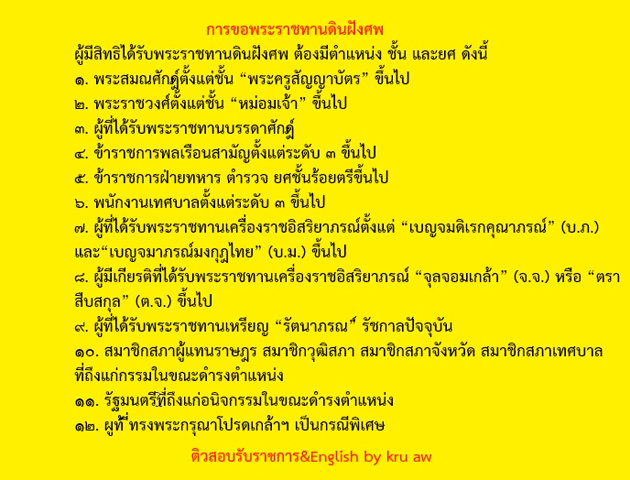 การขอพระราชทานดินฝังศพ
ผู้มีสิทธิได้รับพระราชทานดินฝังศพ ต้องมีตำแหน่ง ชั้น และยศ ดังนี้
๑. พระสมณศักดิ์ตั้งแต่ชั้น “พระครูสัญญาบัตร” ขึ้นไป
๒. พระราชวงศ์ตั้งแต่ชั้น “หม่อมเจ้า” ขึ้นไป
๓. ผู้ที่ได้รับพระราชทานบรรดาศักดิ์
๔. ข้าราชการพลเรือนสามัญตั้งแต่ระดับ ๓ ขึ้นไป
๕. ข้าราชการฝ่ายทหาร ตำรวจ ยศชั้นร้อยตรีขึ้นไป
๖. พนักงานเทศบาลตั้งแต่ระดับ ๓ ขึ้นไป
๗. ผู้ที่ได้รับพระราชทานเครื่องราชอิสริยาภรณ์ตั้งแต่ “เบญจมดิเรกคุณาภรณ์” (บ.ภ.)
และ“เบญจมาภรณ์มงกุฎไทย” (บ.ม.) ขึ้นไป
๘. ผู้มีเกียรติที่ได้รับพระราชทานเครื่องราชอิสริยาภรณ์ “จุลจอมเกล้า” (จ.จ.) หรือ “ตรา
สืบสกุล” (ต.จ.) ขึ้นไป
๙. ผู้ที่ได้รับพระราชทานเหรียญ “รัตนาภรณ์” รัชกาลปัจจุบัน
๑๐. สมาชิกสภาผู้แทนราษฎร สมาชิกวุฒิสภา สมาชิกสภาจังหวัด สมาชิกสภาเทศบาล
ที่ถึงแก่กรรมในขณะดำรงตำแหน่ง
๑๑. รัฐมนตรีที่ถึงแก่อนิจกรรมในขณะดำรงตำแหน่ง
๑๒. ผู้ที่ทรงพระกรุณาโปรดเกล้าฯ เป็นกรณีพิเศษ
ติวสอบรับราชการ&English by kru aw